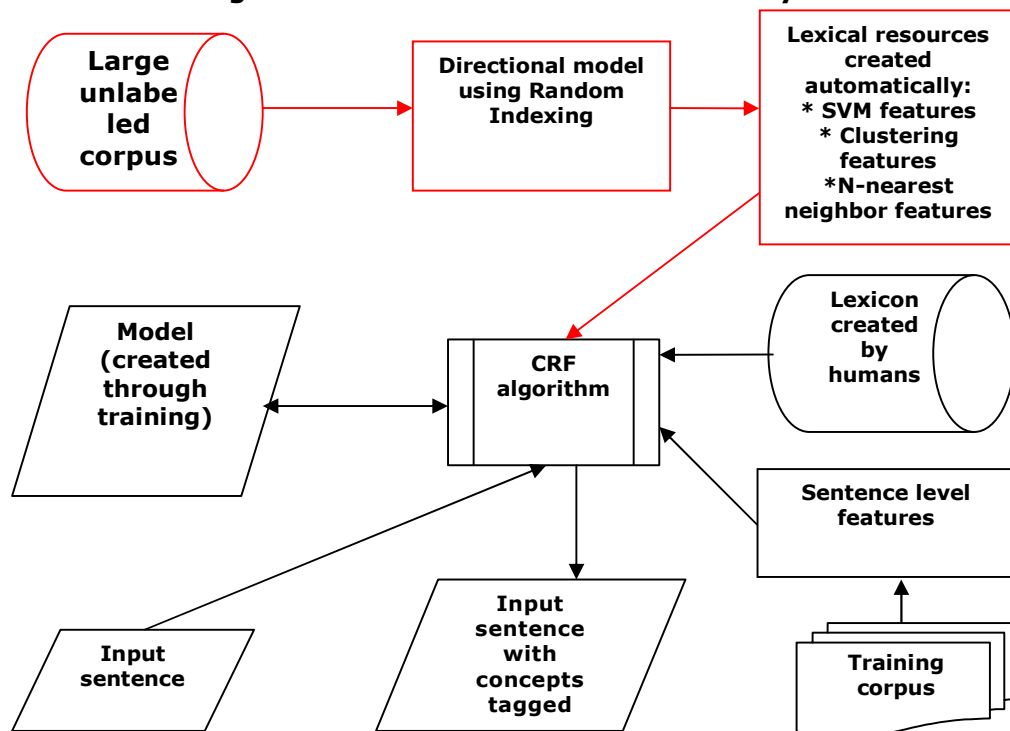 Large
unlabe
led
corpus
Directional model
using Random
Indexing
Lexical resources
created
automatically:
* SVM features
* Clustering
features
*N-nearest
neighbor features
Model
(created
through
training)
CRF
algorithm
Lexicon
created
by
humans
Sentence level
features
Input
sentence
Input
sentence
with
concepts
tagged
Training
corpus